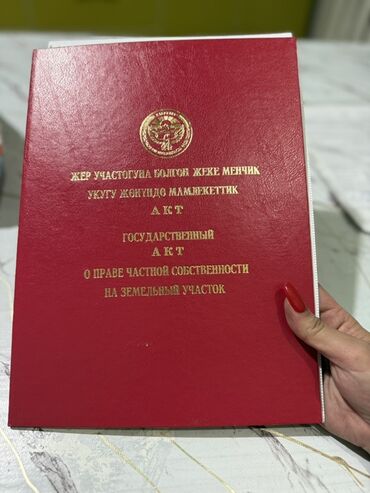 ЖЕР УЧАСТОГУНА БОЛГОН ЖЕКЕ МЕНЧИК
УКУГУ ЖӨНҮНДӨ МАМЛЕКЕТТИК
АКТ
ГОСУДАРСТВЕННЫЙ
АКТ
О ПРАВЕ ЧАСТНОЙ СОБСТВЕННОСТИ
НА ЗЕМЕЛЬНЫЙ УЧАСТОК